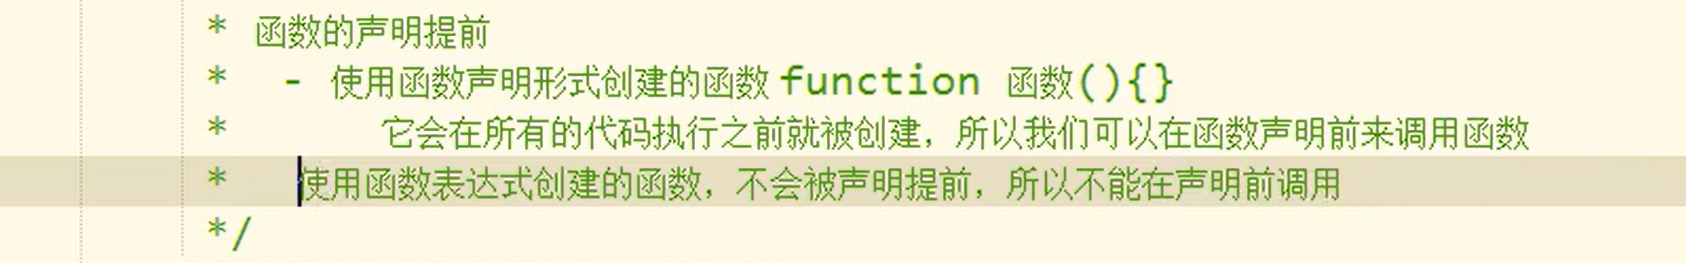 * 函数的声明提前
* - 使用函数声明形式创建的函数 function 函数(){}
* 它会在所有的代码执行之前就被创建，所以我们可以在函数声明前来调用函数
* 使用函数表达式创建的函数，不会被声明提前，所以不能在声明前调用
*/